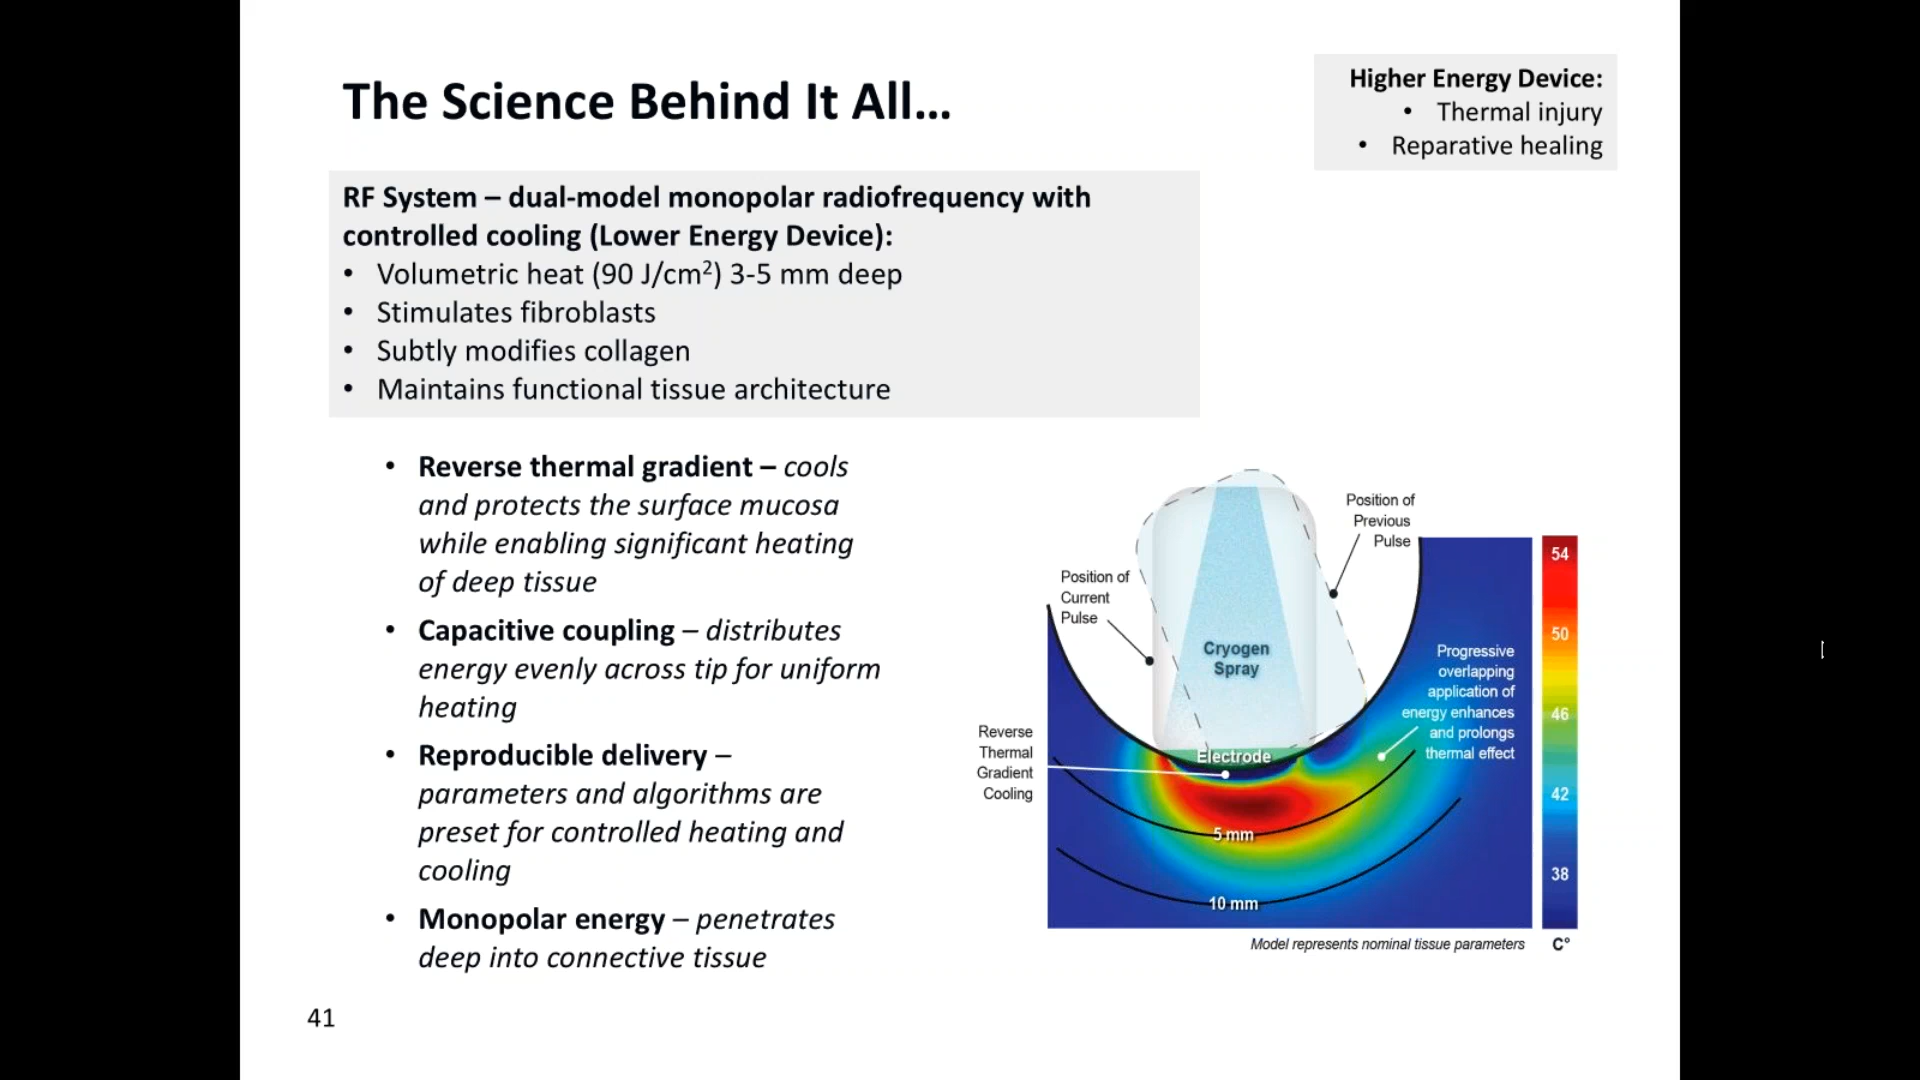 The Science Behind It All…
Higher Energy Device:
• Thermal injury
• Reparative healing
RF System – dual-model monopolar radiofrequency with
controlled cooling (Lower Energy Device):
• Volumetric heat (90 J/cm²) 3-5 mm deep
• Stimulates fibroblasts
• Subtly modifies collagen
• Maintains functional tissue architecture
• Reverse thermal gradient – cools
and protects the surface mucosa
while enabling significant heating
of deep tissue
• Capacitive coupling – distributes
energy evenly across tip for uniform
heating
• Reproducible delivery –
parameters and algorithms are
preset for controlled heating and
cooling
• Monopolar energy – penetrates
deep into connective tissue
Position of
Previous
Pulse
Position of
Current
Pulse
Cryogen
Spray
Progressive
overlapping
application of
energy enhances
and prolongs
thermal effect
Reverse
Thermal
Gradient
Cooling
Electrode
5 mm
10 mm
54
50
46
42
38
C°
Model represents nominal tissue parameters
41